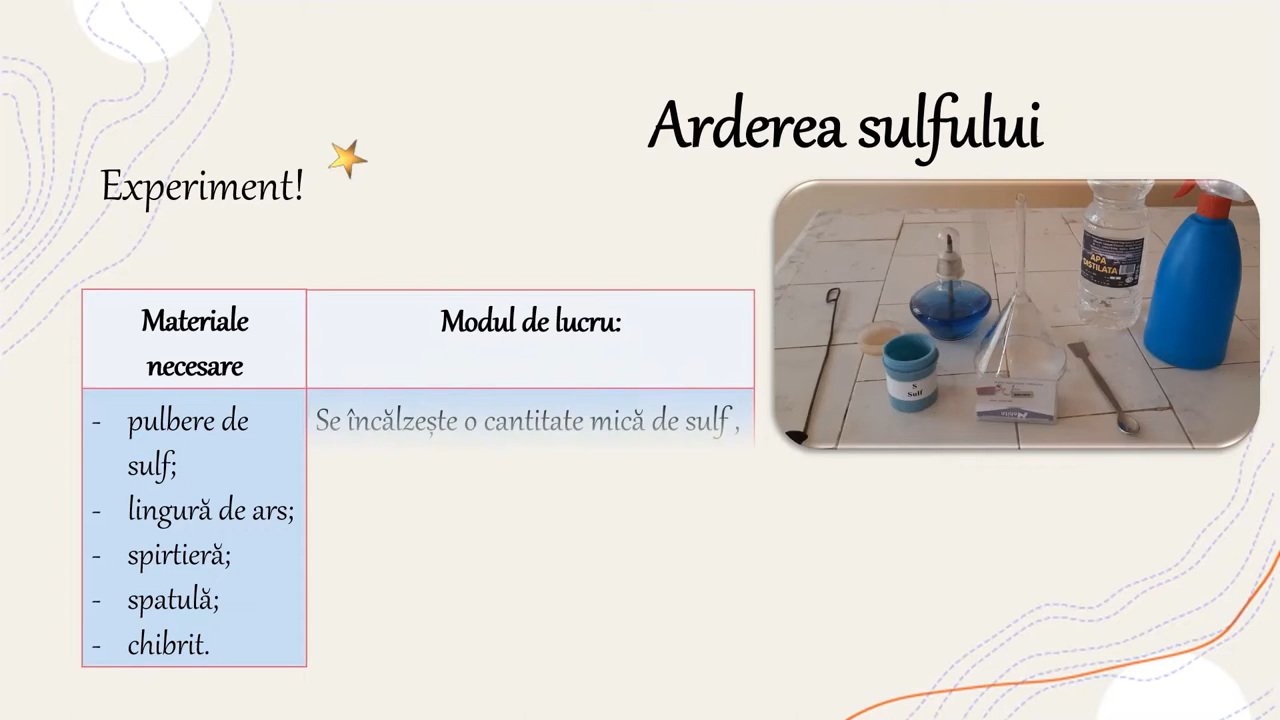 Arderea sulfului
Experiment!
Materiale
necesare
Modul de lucru:
- pulbere de
sulf;
- lingură de ars;
- spirtieră;
- spatulă;
- chibrit.
Se încălzește o cantitate mică de sulf ,
APA
DISTILATA
S
Sulf